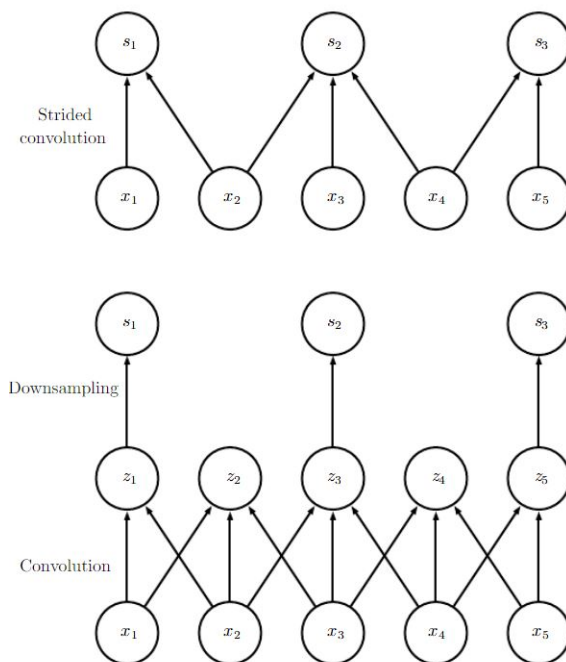 s₁ s₂ s₃
Strided
convolution
x₁ x₂ x₃ x₄ x₅
s₁ s₂ s₃
Downsampling
z₁ z₂ z₃ z₄ z₅
Convolution
x₁ x₂ x₃ x₄ x₅